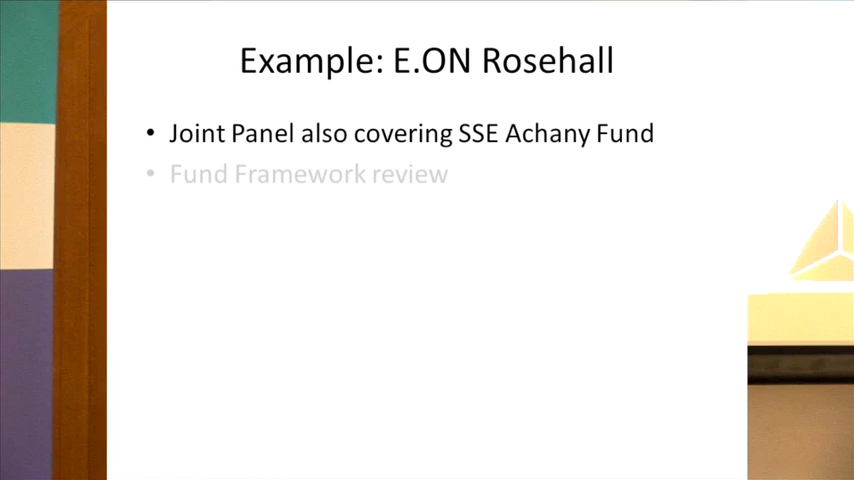 Example: E.ON Rosehall
• Joint Panel also covering SSE Achany Fund
• Fund Framework review